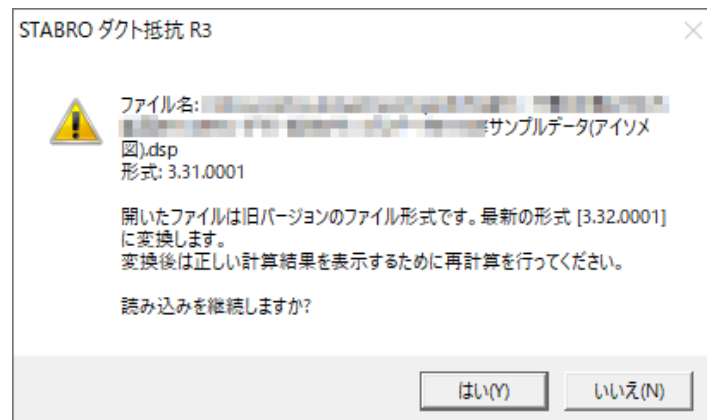 STABRO ダクト抵抗 R3
ファイル名:
サンプルデータ(アイソメ
図).dsp
形式: 3.31.0001
開いたファイルは旧バージョンのファイル形式です。最新の形式 [3.32.0001]
に変換します。
変換後は正しい計算結果を表示するために再計算を行ってください。
読み込みを継続しますか?
はい(Y)
いいえ(N)